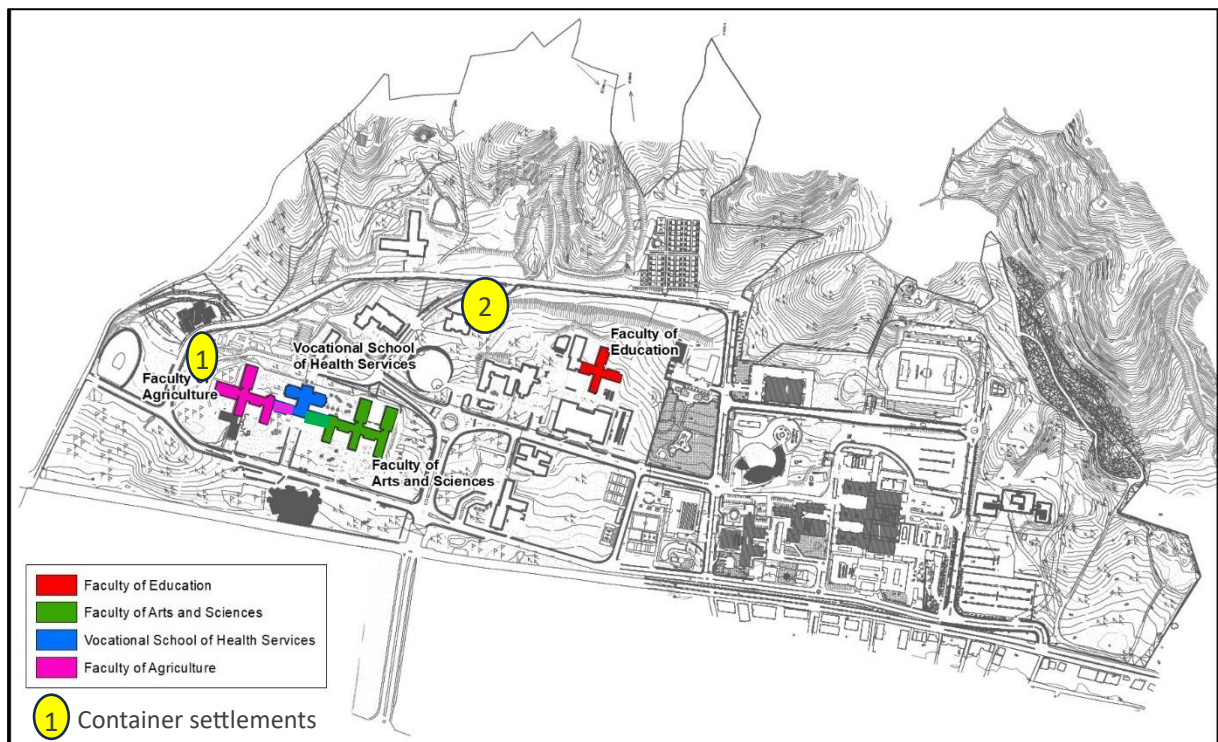 2
Faculty of
Education
1
Vocational School
of Health Services
Faculty of
Agriculture
Faculty of
Arts and Sciences
Faculty of Education
Faculty of Arts and Sciences
Vocational School of Health Services
Faculty of Agriculture
1 Container settlements